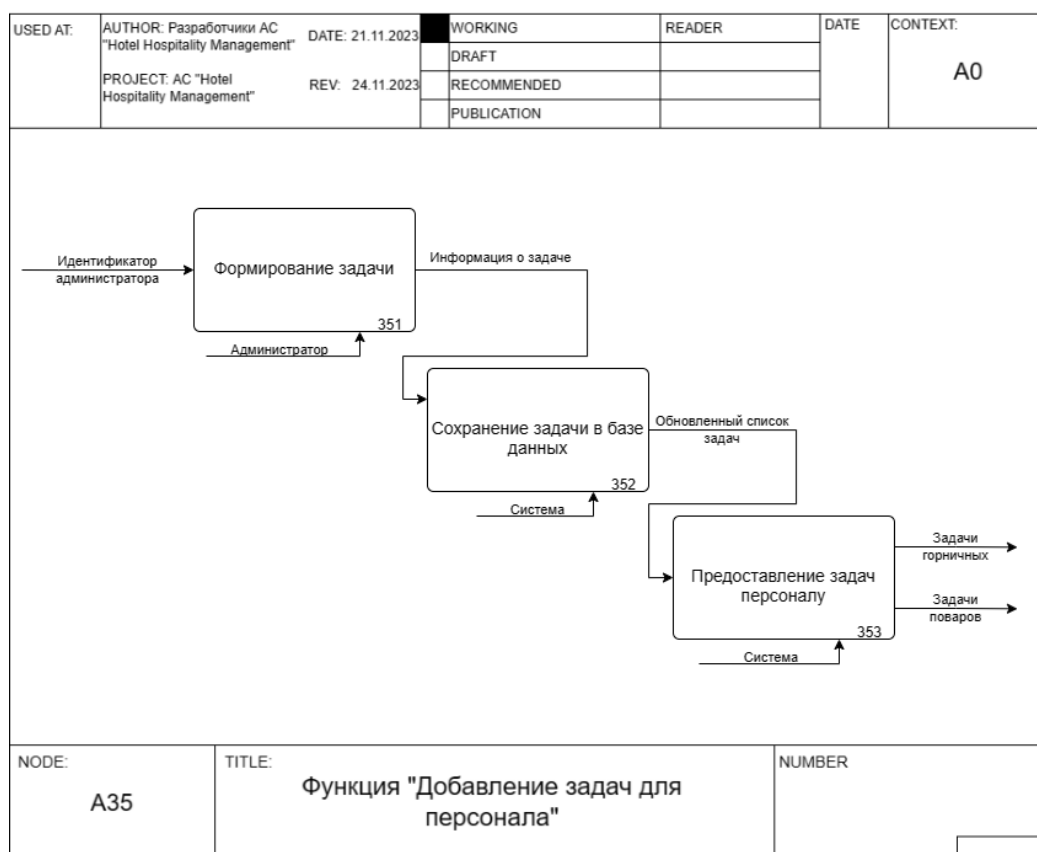 USED AT:
AUTHOR: Разработчики АС
"Hotel Hospitality Management"
DATE: 21.11.2023
PROJECT: АС "Hotel
Hospitality Management"
REV: 24.11.2023
WORKING
DRAFT
RECOMMENDED
PUBLICATION
READER
DATE
CONTEXT:
A0
Идентификатор
администратора
Формирование задачи
351
Администратор
Информация о задаче
Сохранение задачи в базе
данных
352
Система
Обновленный список
задач
Предоставление задач
персоналу
353
Система
Задачи
горничных
Задачи
поваров
NODE:
A35
TITLE:
Функция "Добавление задач для
персонала"
NUMBER